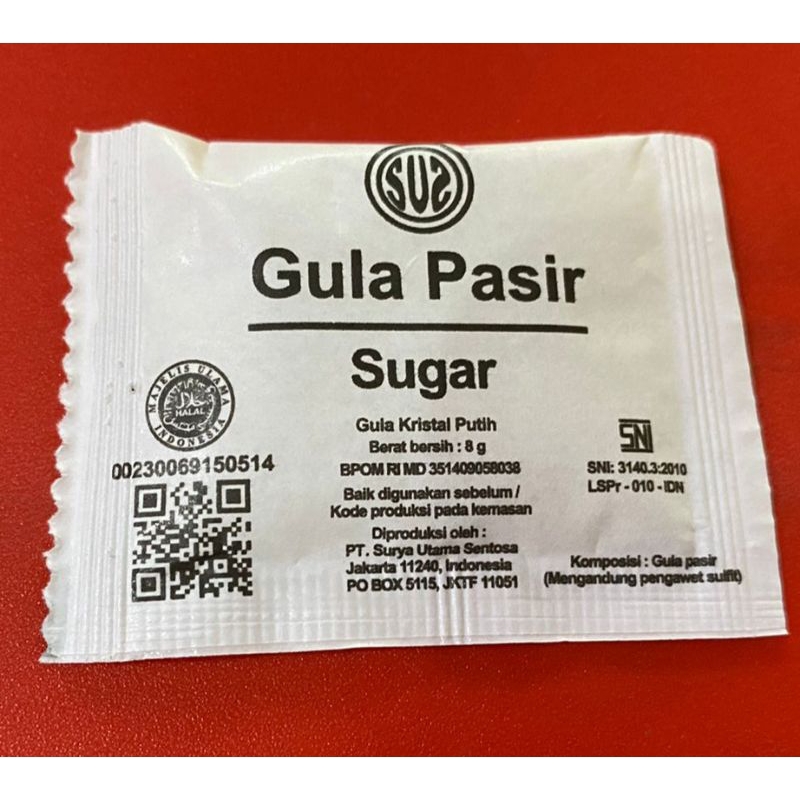 SUS
Gula Pasir
Sugar
Gula Kristal Putih
Berat bersih : 8 g
BPOM RI MD 351409058038
Baik digunakan sebelum /
Kode produksi pada kemasan
Diproduksi oleh :
PT. Surya Utama Sentosa
Jakarta 11240, Indonesia
PO BOX 5115, JKTF 11051
MAJELIS ULAMA
حلال
HALAL
INDONESIA
00230069150514
SNI
SNI: 3140.3:2010
LSPr - 010 - IDN
Komposisi : Gula pasir
(Mengandung pengawet sulfit)